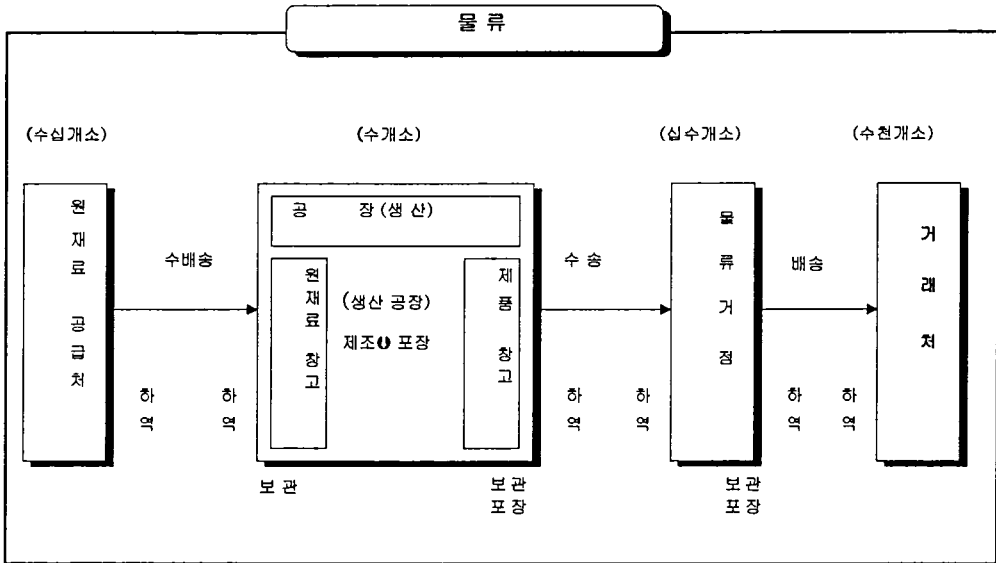 물 류
(수십개소)
(수개소)
(십수개소)
(수천개소)
원재료 공급처
수배송
하역
하역
공 장 (생 산)
원재료 창고
(생산 공장)
제조 포장
제품 창고
보 관
보 관
포 장
수 송
하역
하역
물류거점
보 관
포 장
배송
하역
하역
거래처